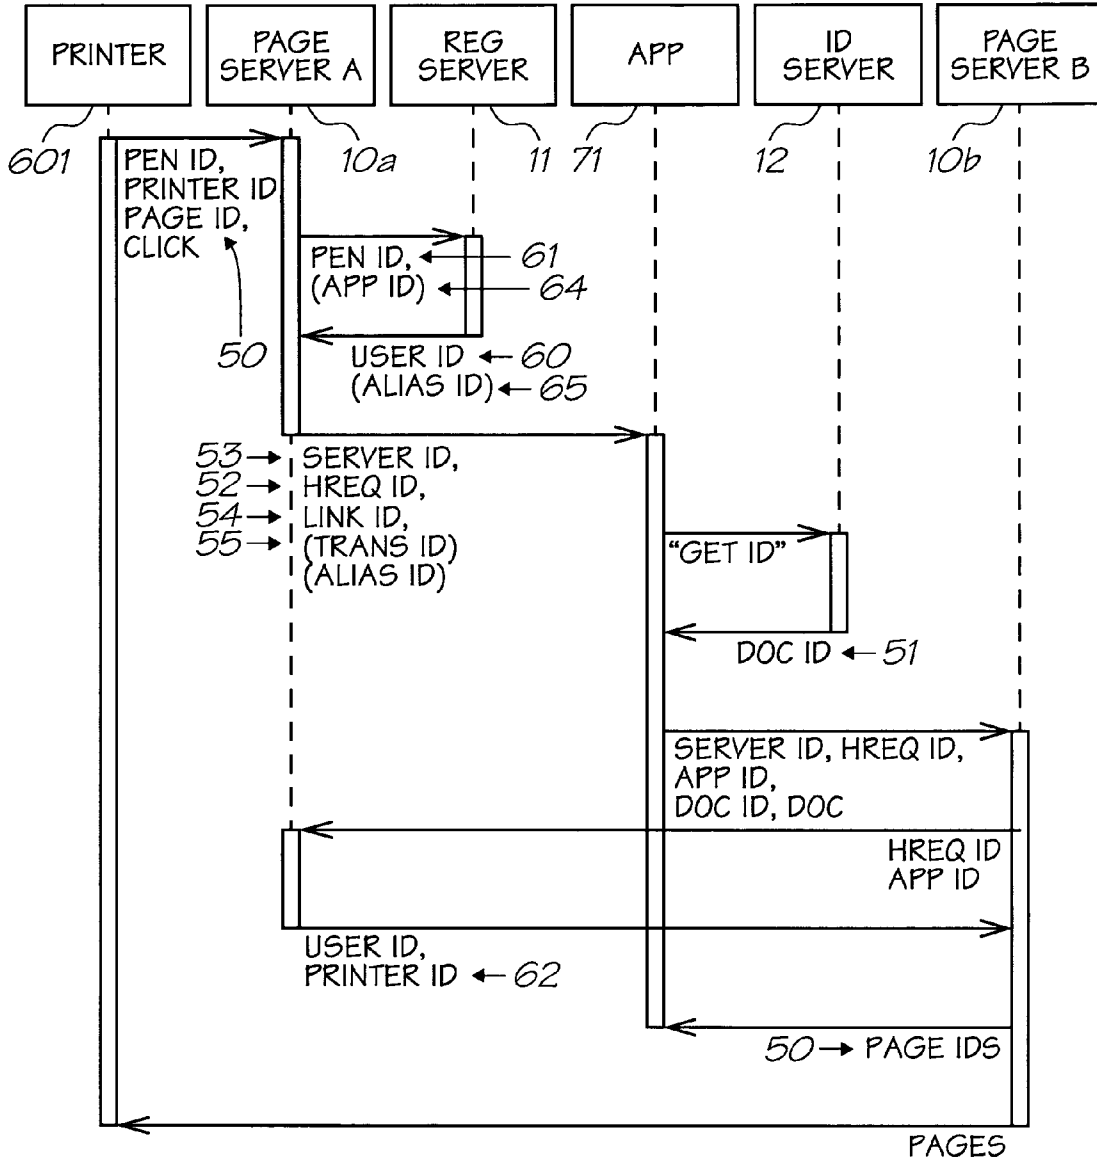 PRINTER
PAGE
SERVER A
REG
SERVER
APP
ID
SERVER
PAGE
SERVER B
601
10a
11
71
12
10b
PEN ID,
PRINTER ID
PAGE ID,
CLICK
50
PEN ID,
61
(APP ID)
64
USER ID
60
(ALIAS ID)
65
53
SERVER ID,
52
HREQ ID,
54
LINK ID,
55
(TRANS ID)
(ALIAS ID)
“GET ID”
DOC ID
51
SERVER ID, HREQ ID,
APP ID,
DOC ID, DOC
HREQ ID
APP ID
USER ID,
PRINTER ID
62
50
PAGE IDS
PAGES